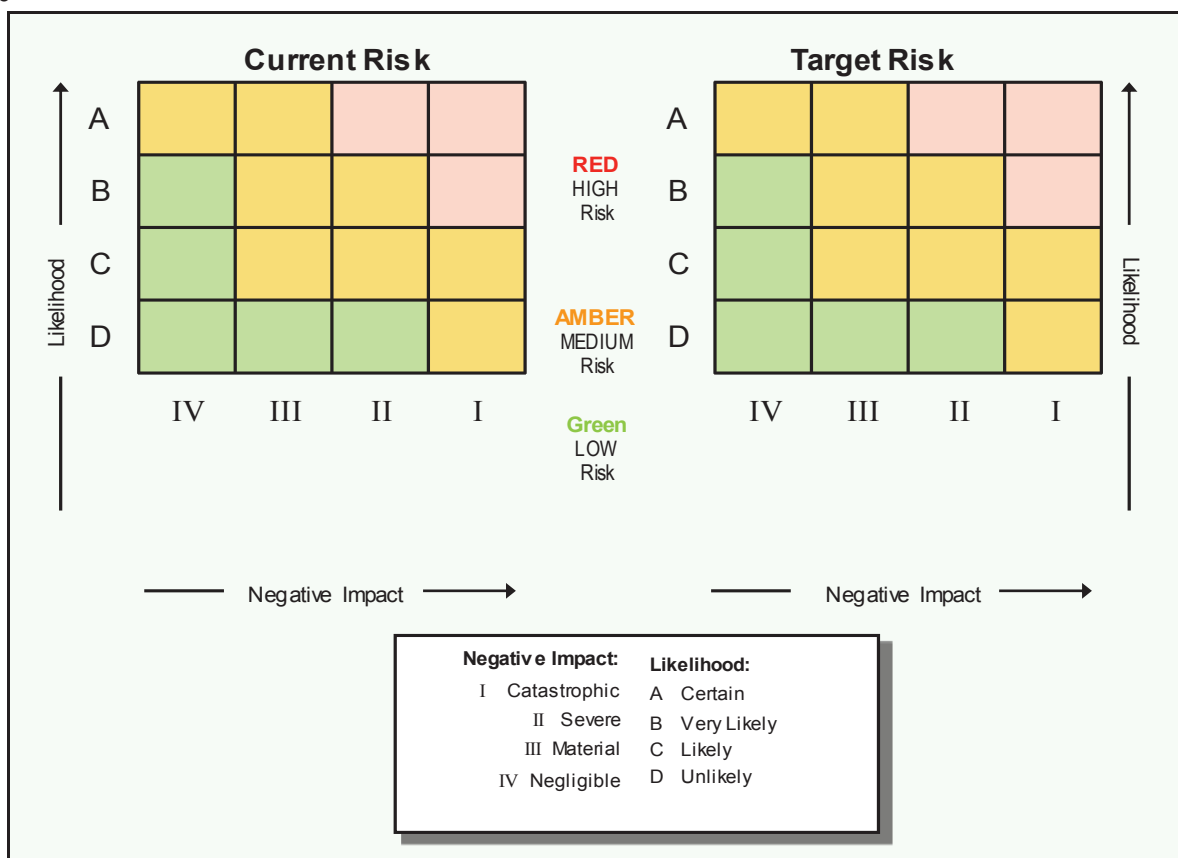 Current Risk
Target Risk
A
B
C
D
Likelihood
IV III II I
RED
HIGH
Risk
AMBER
MEDIUM
Risk
Green
LOW
Risk
A
B
C
D
Likelihood
IV III II I
Negative Impact
Negative Impact
Negative Impact:
I Catastrophic
II Severe
III Material
IV Negligible
Likelihood:
A Certain
B Very Likely
C Likely
D Unlikely